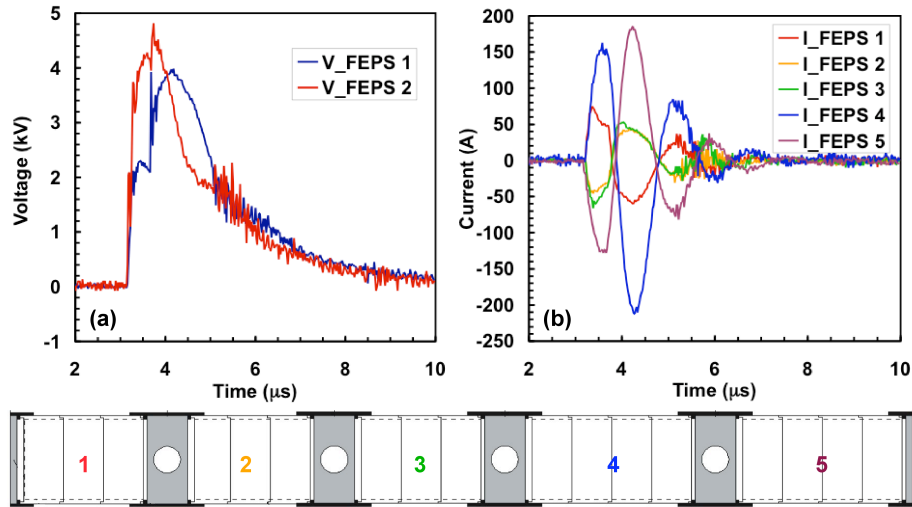 5
4
3
2
1
0
-1
Voltage (kV)
V_FEPS 1
V_FEPS 2
(a)
2 4 6 8 10
Time (μs)
200
150
100
50
0
-50
-100
-150
-200
-250
Current (A)
I_FEPS 1
I_FEPS 2
I_FEPS 3
I_FEPS 4
I_FEPS 5
(b)
2 4 6 8 10
Time (μs)
1 2 3 4 5